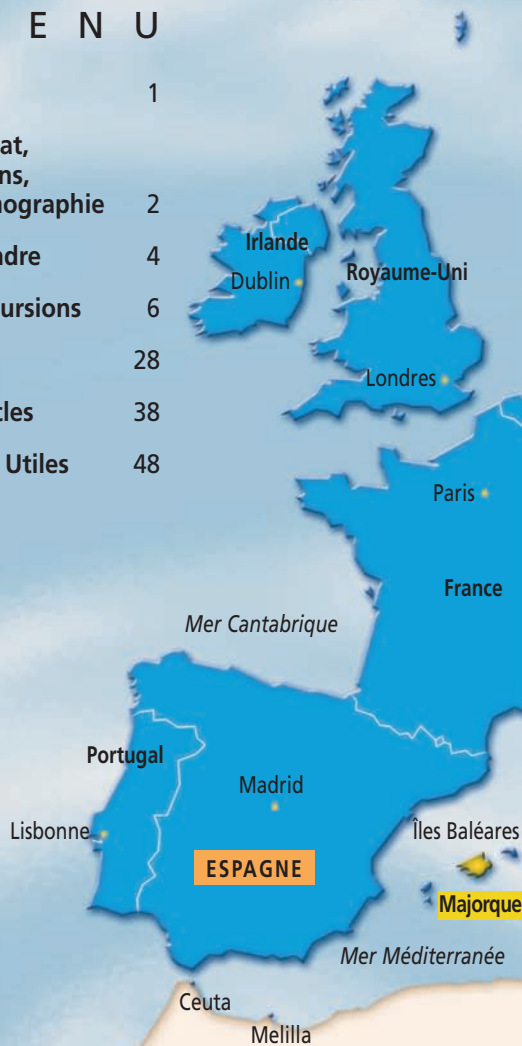 E N U
1
at,
ns,
nographie 2
ndre 4
cursions 6
28
cles 38
Utiles 48
Irlande
Dublin
Royaume-Uni
Londres
Paris
France
Mer Cantabrique
Portugal
Madrid
Lisbonne
Îles Baléares
ESPAGNE
Majorque
Mer Méditerranée
Ceuta
Melilla